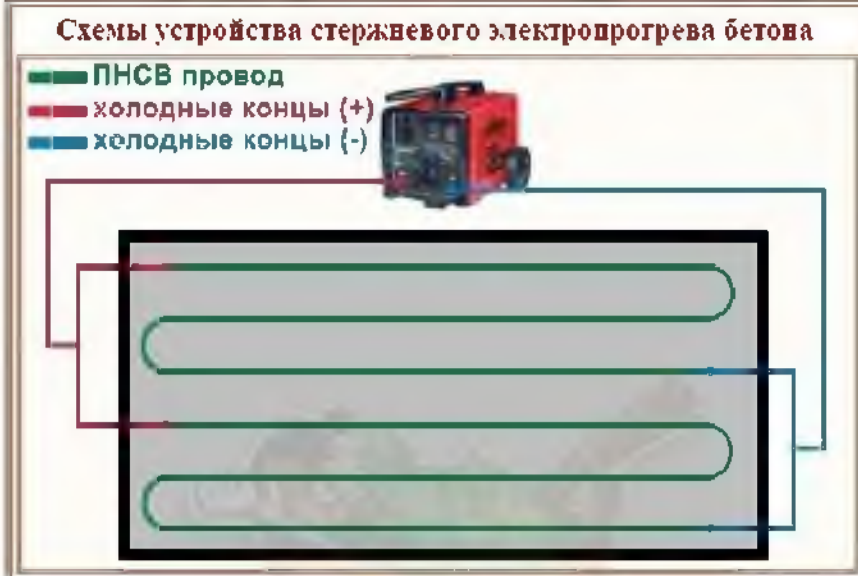 Схемы устройства стержневого электропрогрева бетона
ПНСВ провод
холодные концы (+)
холодные концы (-)